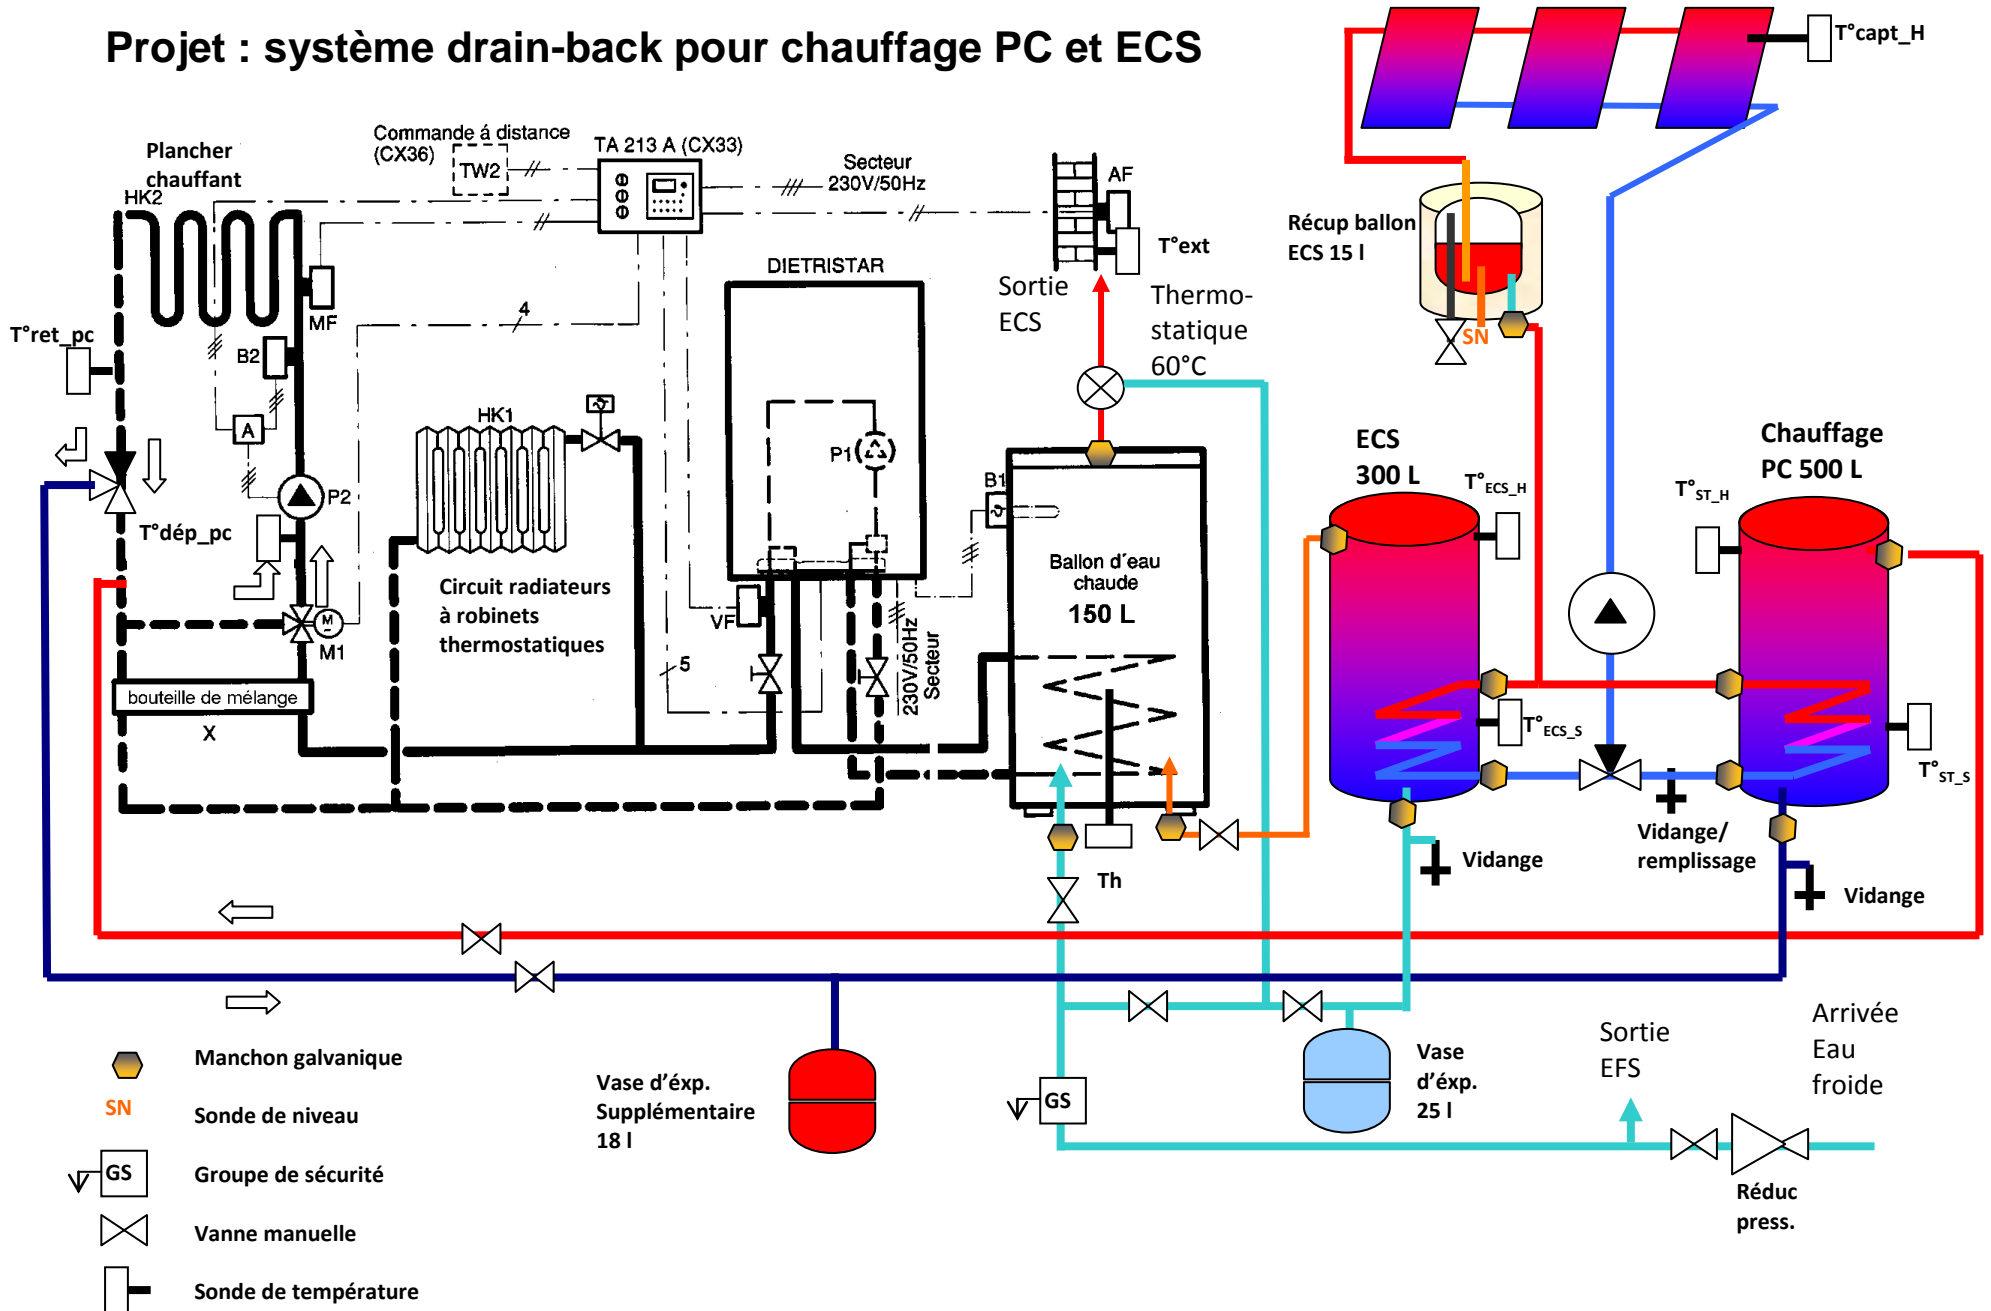 Projet : système drain-back pour chauffage PC et ECS
T°capt_H
Commande á distance
(CX36)
TW2
TA 213 A (CX33)
Secteur
230V/50Hz
AF
T°ext
Plancher
chauffant
HK2
MF
B2
A
P2
T°ret_pc
T°dép_pc
M
~
M1
bouteille de mélange
X
4
5
HK1
Circuit radiateurs
à robinets
thermostatiques
DIETRISTAR
P1
VF
230V/50Hz
Secteur
B1
Sortie
ECS
Thermo-
statique
60°C
Ballon d'eau
chaude
150 L
Th
Récup ballon
ECS 15 l
SN
ECS
300 L
T°ECS_H
T°ECS_S
Chauffage
PC 500 L
T°ST_H
T°ST_S
Vidange
Vidange/
remplissage
Vidange
Manchon galvanique
SN
Sonde de niveau
GS
Groupe de sécurité
Vanne manuelle
Sonde de température
Vase d'éxp.
Supplémentaire
18 l
GS
Vase
d'éxp.
25 l
Sortie
EFS
Arrivée
Eau
froide
Réduc
press.